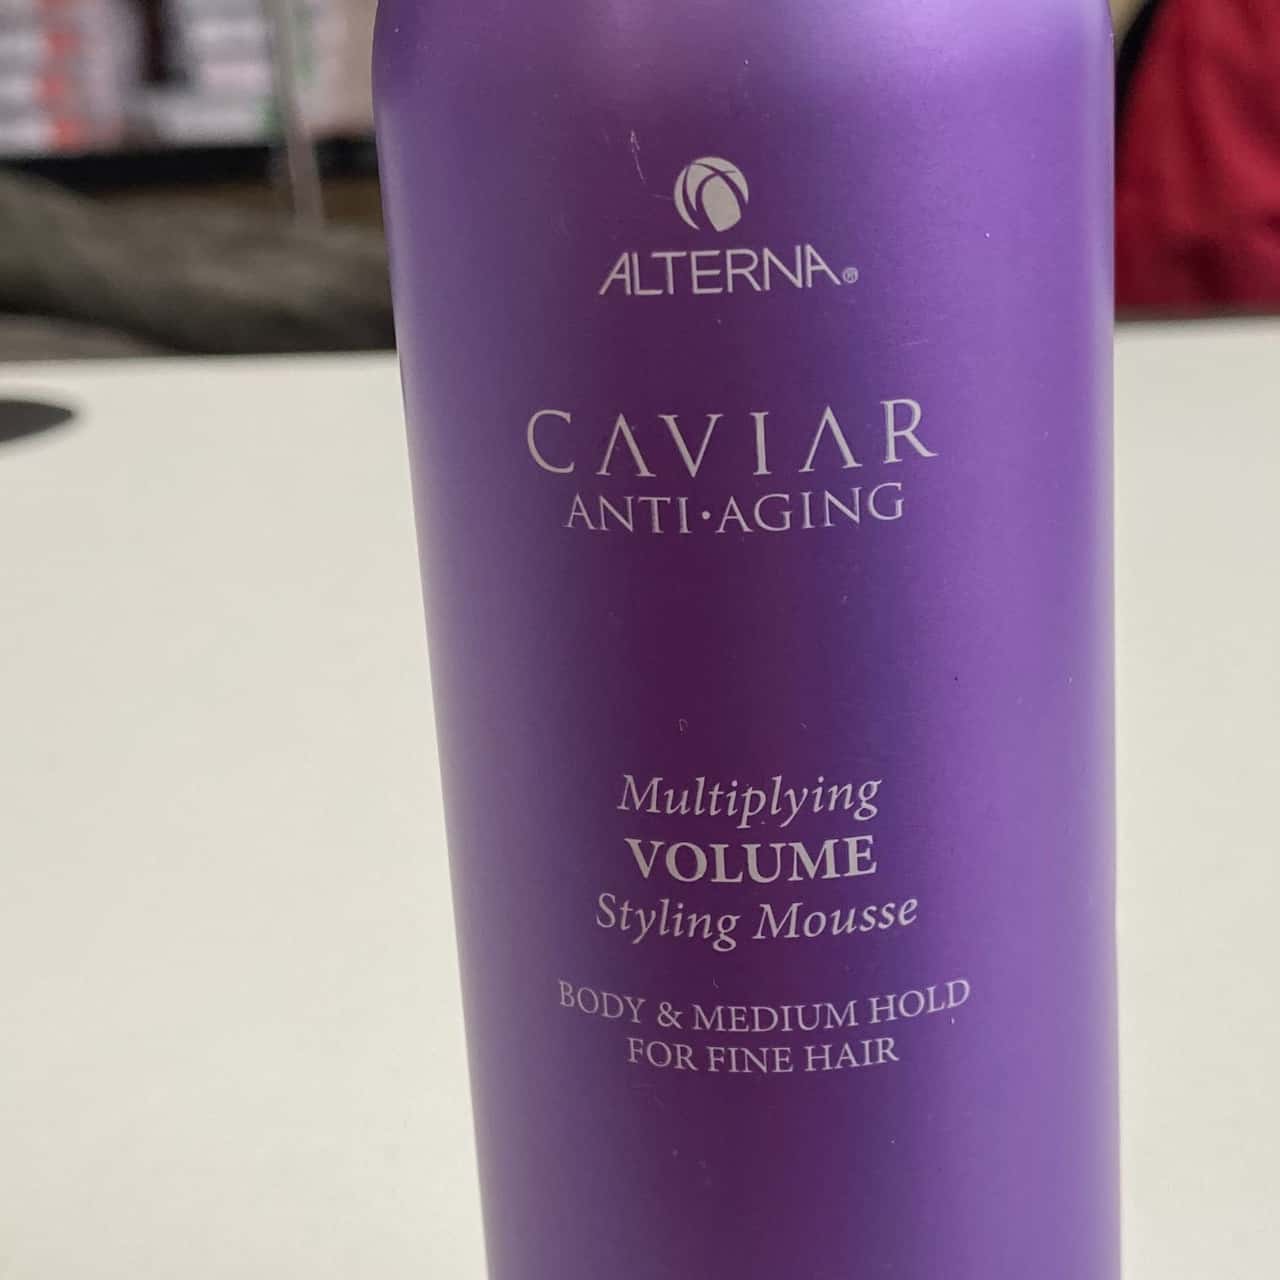 ALTERNA®
CAVIAR
ANTI·AGING
Multiplying
VOLUME
Styling Mousse
BODY & MEDIUM HOLD
FOR FINE HAIR